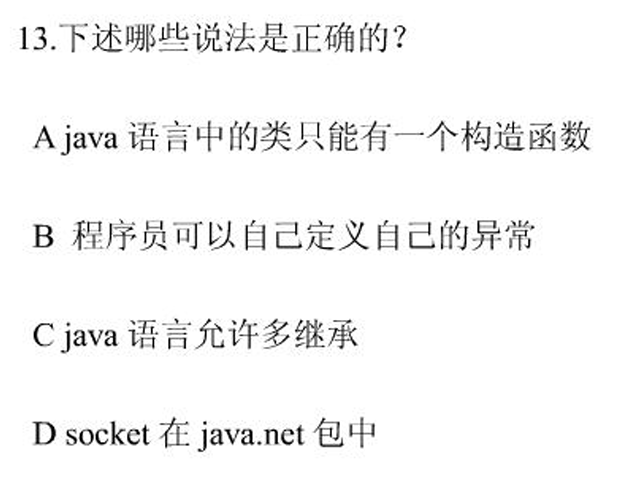 13.下述哪些说法是正确的？
A java 语言中的类只能有一个构造函数
B 程序员可以自己定义自己的异常
C java 语言允许多继承
D socket 在 java.net 包中